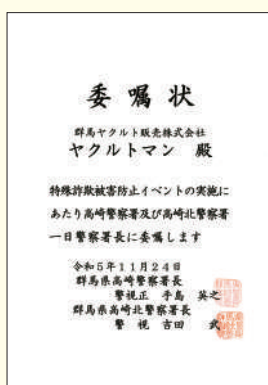 委嘱状
群馬ヤクルト販売株式会社
ヤクルトマン 殿
特殊詐欺被害防止イベントの実施に
あたり高崎警察署及び高崎北警察署
一日警察署長に委嘱します
令和5年11月24日
群馬県高崎警察署長
警視正 手島 英之
群馬県高崎北警察署長
警視 吉田 武